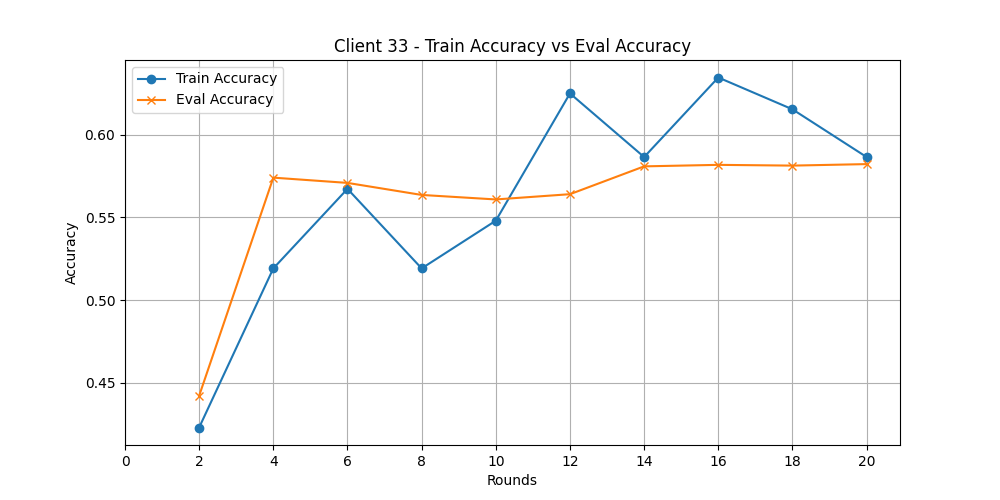 Client 33 - Train Accuracy vs Eval Accuracy
Train Accuracy
Eval Accuracy
0.60
0.55
0.50
0.45
Accuracy
0 2 4 6 8 10 12 14 16 18 20
Rounds